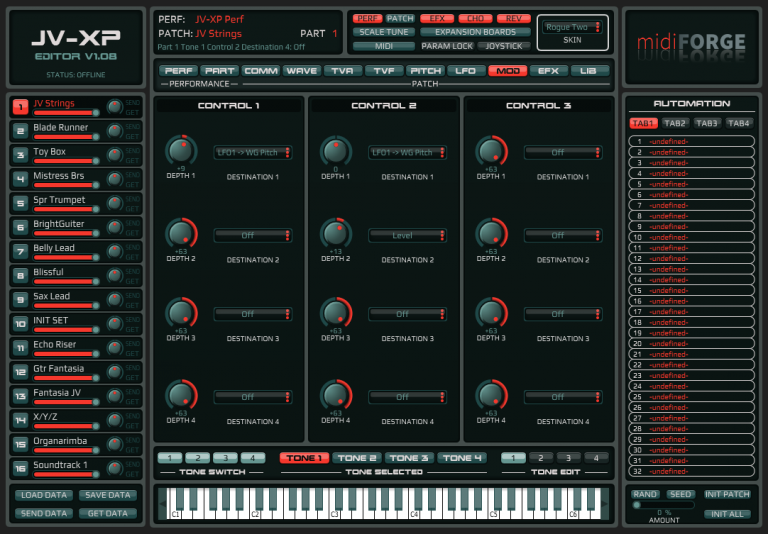 JV-XP
EDITOR V1.08
STATUS: OFFLINE
PERF: JV-XP Perf
PATCH: JV Strings PART 1
Part 1 Tone 1 Control 2 Destination 4: Off
PERF PATCH EFX CHO REV
SCALE TUNE EXPANSION BOARDS
MIDI PARAM LOCK JOYSTICK
Rogue Two
SKIN
midiFORGE
PERF PART COMM WAVE TVA TVF PITCH LFO MOD EFX LIB
PERFORMANCE PATCH
1 JV Strings SEND GET
2 Blade Runner SEND GET
3 Toy Box SEND GET
4 Mistress Brs SEND GET
5 Spr Trumpet SEND GET
6 BrightGuiter SEND GET
7 Belly Lead SEND GET
8 Blissful SEND GET
9 Sax Lead SEND GET
10 INIT SET SEND GET
11 Echo Riser SEND GET
12 Gtr Fantasia SEND GET
13 Fantasia JV SEND GET
14 X/Y/Z SEND GET
15 Organarimba SEND GET
16 Soundtrack 1 SEND GET
LOAD DATA SAVE DATA
SEND DATA GET DATA
CONTROL 1 CONTROL 2 CONTROL 3
LFO1 -> WG Pitch LFO1 -> WG Pitch Off
+9 0 +63
DEPTH 1 DESTINATION 1 DEPTH 1 DESTINATION 1 DEPTH 1 DESTINATION 1
Off Level Off
+63 +13 +63
DEPTH 2 DESTINATION 2 DEPTH 2 DESTINATION 2 DEPTH 2 DESTINATION 2
Off Off Off
+63 +63 +63
DEPTH 3 DESTINATION 3 DEPTH 3 DESTINATION 3 DEPTH 3 DESTINATION 3
Off Off Off
+63 +63 +63
DEPTH 4 DESTINATION 4 DEPTH 4 DESTINATION 4 DEPTH 4 DESTINATION 4
1 2 3 4 TONE 1 TONE 2 TONE 3 TONE 4 1 2 3 4
TONE SWITCH TONE SELECTED TONE EDIT
C1 C2 C3 C4 C5 C6
AUTOMATION
TAB1 TAB2 TAB3 TAB4
1 -undefined-
2 -undefined-
3 -undefined-
4 -undefined-
5 -undefined-
6 -undefined-
7 -undefined-
8 -undefined-
9 -undefined-
10 -undefined-
11 -undefined-
12 -undefined-
13 -undefined-
14 -undefined-
15 -undefined-
16 -undefined-
17 -undefined-
18 -undefined-
19 -undefined-
20 -undefined-
21 -undefined-
22 -undefined-
23 -undefined-
24 -undefined-
25 -undefined-
26 -undefined-
27 -undefined-
28 -undefined-
29 -undefined-
30 -undefined-
31 -undefined-
32 -undefined-
RAND SEED INIT PATCH
0 %
AMOUNT INIT ALL